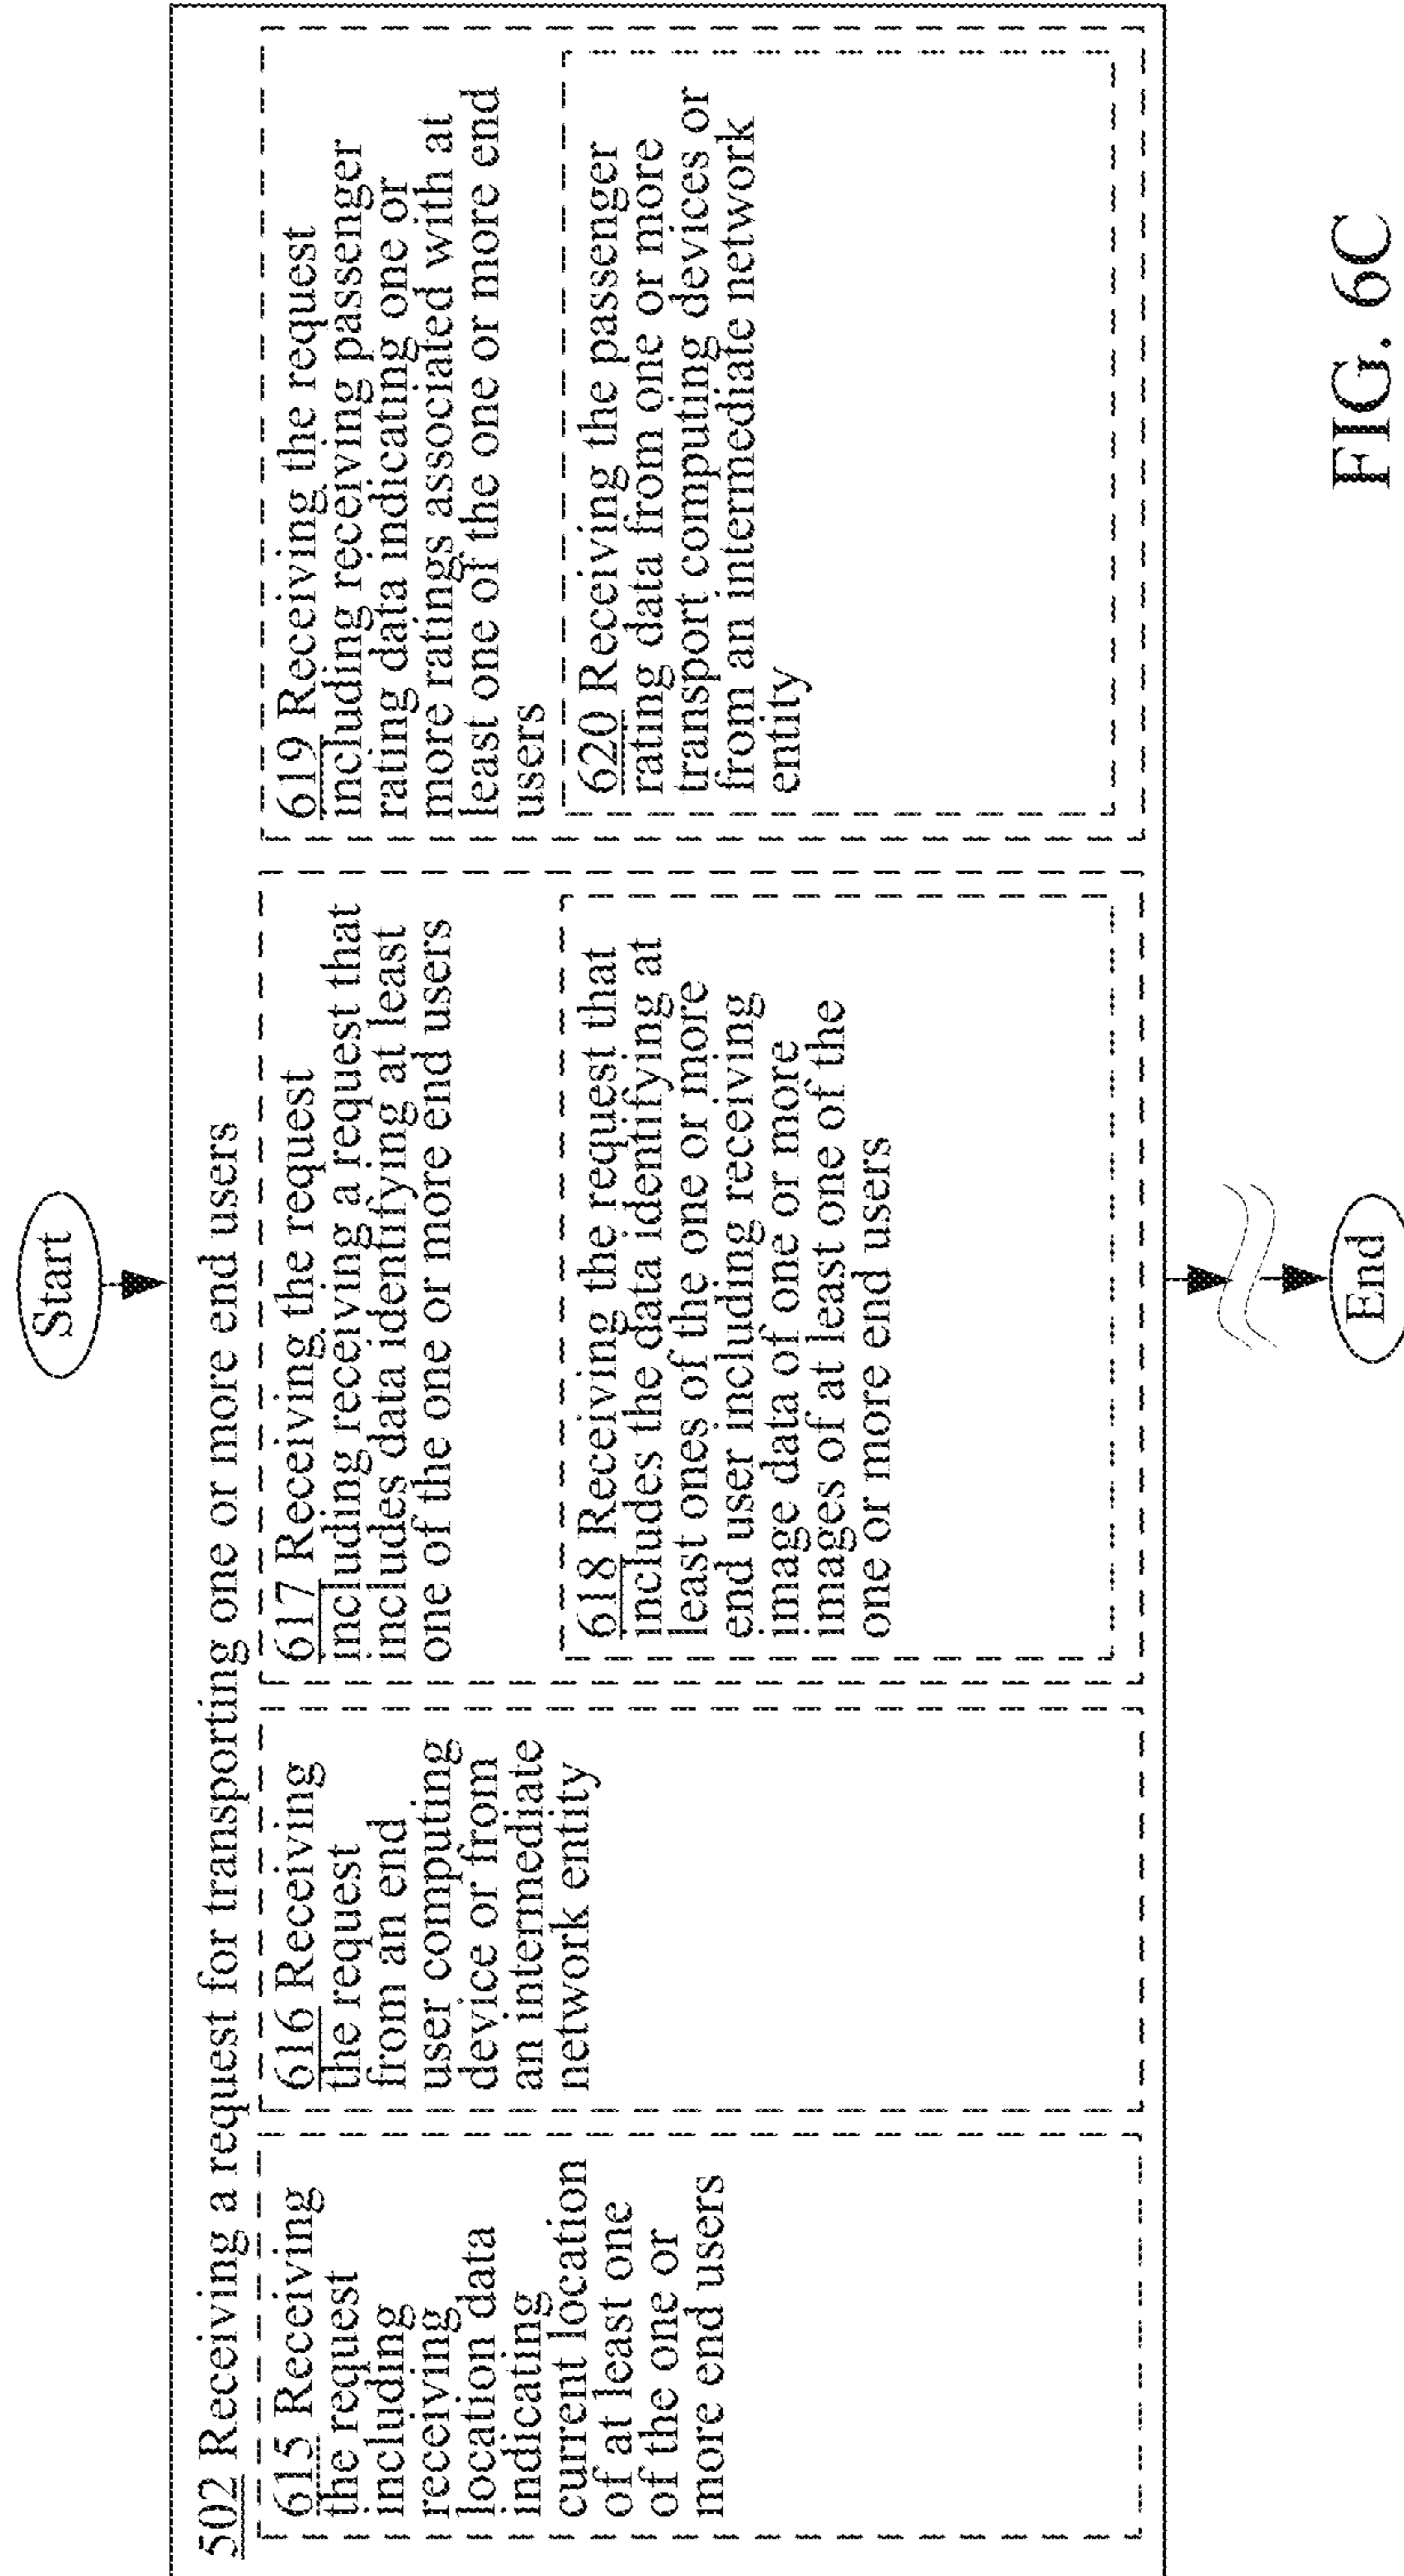 Start
502 Receiving a request for transporting one or more end users
615 Receiving
the request
including
receiving
location data
indicating
current location
of at least one
of the one or
more end users
616 Receiving
the request
from an end
user computing
device or from
an intermediate
network entity
617 Receiving the request
including receiving a request that
includes data identifying at least
one of the one or more end users
618 Receiving the request that
includes the data identifying at
least ones of the one or more
end user including receiving
image data of one or more
images of at least one of the
one or more end users
619 Receiving the request
including receiving passenger
rating data indicating one or
more ratings associated with at
least one of the one or more end
users
620 Receiving the passenger
rating data from one or more
transport computing devices or
from an intermediate network
entity
End
FIG. 6C